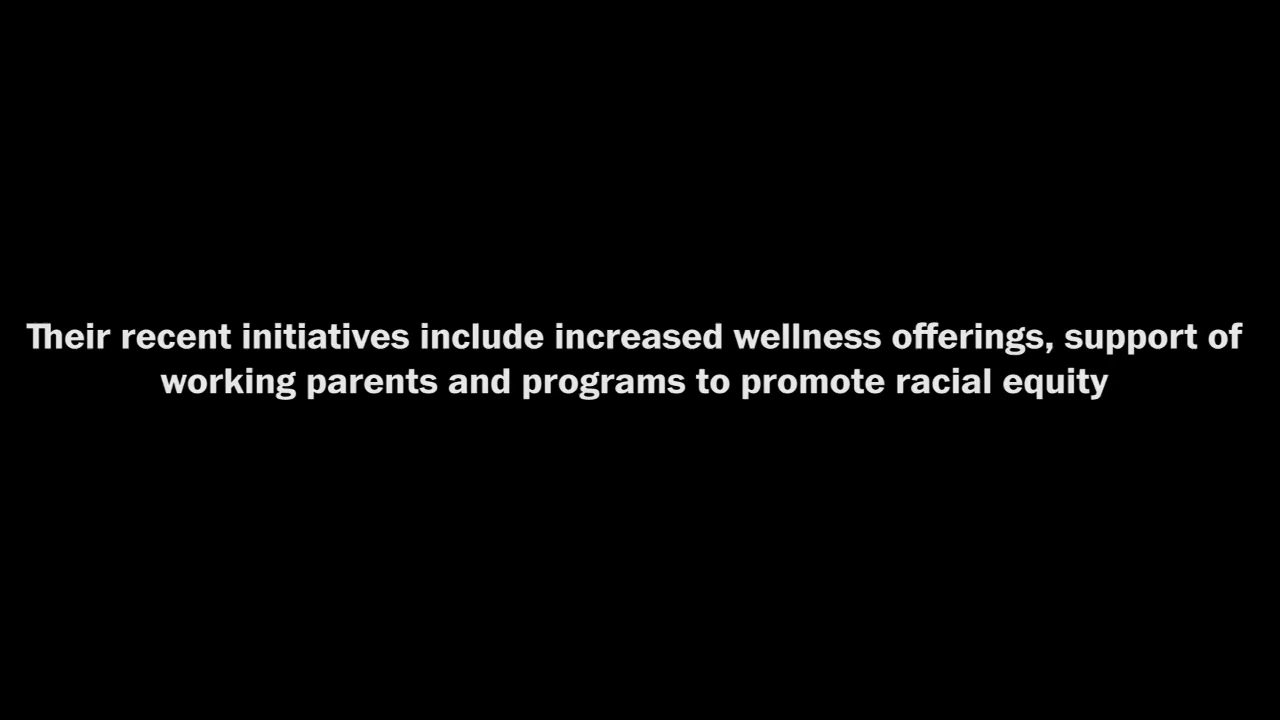 Their recent initiatives include increased wellness offerings, support of
working parents and programs to promote racial equity